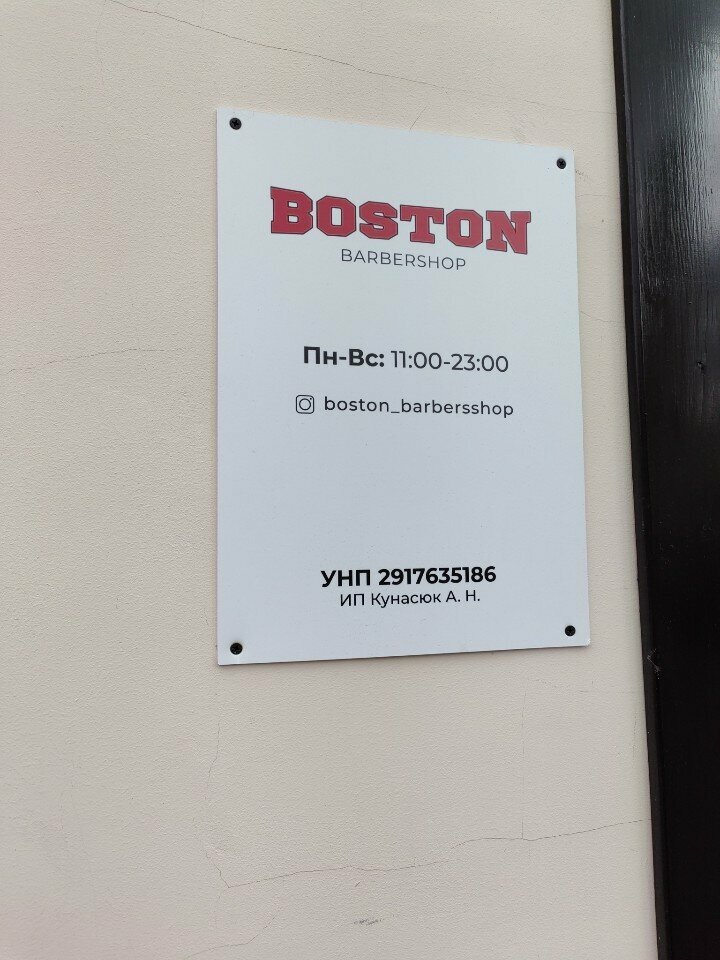 BOSTON
BARBERSHOP
Пн-Вс: 11:00-23:00
boston_barbersshop
УНП 2917635186
ИП Кунасюк А. Н.